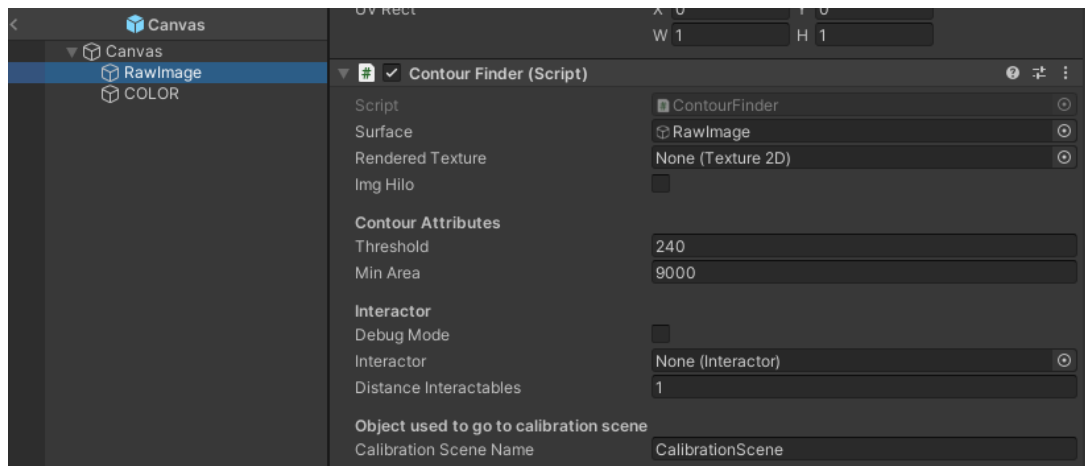 Canvas
Canvas
RawImage
COLOR
UV Rect X 0 Y 0
W 1 H 1
# Contour Finder (Script)
Script ContourFinder
Surface RawImage
Rendered Texture None (Texture 2D)
Img Hilo
Contour Attributes
Threshold 240
Min Area 9000
Interactor
Debug Mode
Interactor None (Interactor)
Distance Interactables 1
Object used to go to calibration scene
Calibration Scene Name CalibrationScene